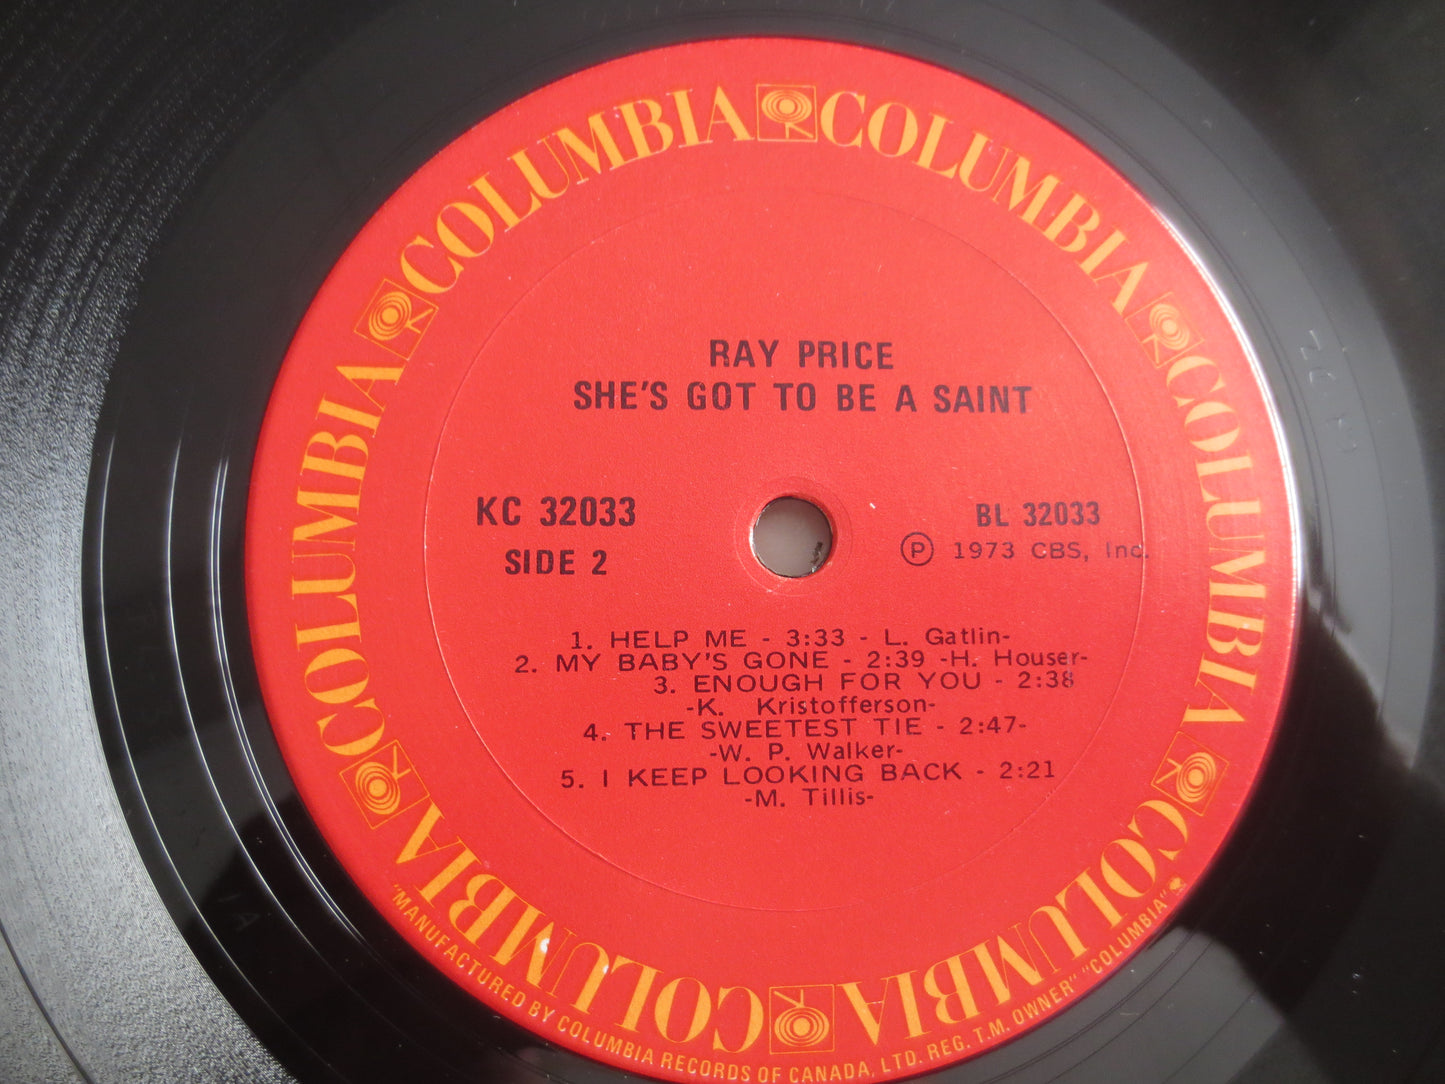 COLUMBIA COLUMBIA COLUMBIA COLUMBIA COLUMBIA COLUMBIA
RAY PRICE
SHE'S GOT TO BE A SAINT
KC 32033
SIDE 2
BL 32033
Ⓟ 1973 CBS, Inc.
1. HELP ME - 3:33 - L. Gatlin-
2. MY BABY'S GONE - 2:39 -H. Houser-
3. ENOUGH FOR YOU - 2:38
-K. Kristofferson-
4. THE SWEETEST TIE - 2:47-
-W. P. Walker-
5. I KEEP LOOKING BACK - 2:21
-M. Tillis-
"MANUFACTURED BY COLUMBIA RECORDS OF CANADA, LTD. REG. T.M. OWNER" "COLUMBIA"